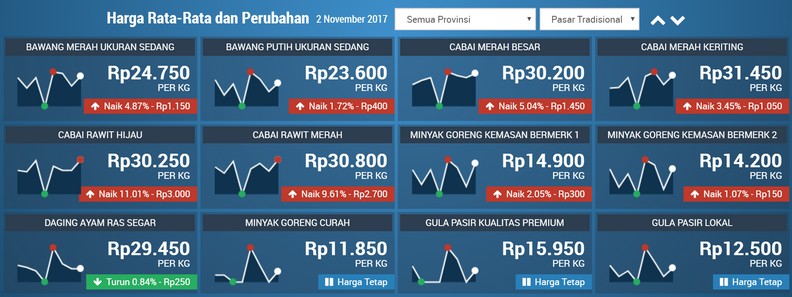 Harga Rata-Rata dan Perubahan 2 November 2017 Semua Provinsi Pasar Tradisional
BAWANG MERAH UKURAN SEDANG
Rp24.750
PER KG
Naik 4.87% - Rp1.150
BAWANG PUTIH UKURAN SEDANG
Rp23.600
PER KG
Naik 1.72% - Rp400
CABAI MERAH BESAR
Rp30.200
PER KG
Naik 5.04% - Rp1.450
CABAI MERAH KERITING
Rp31.450
PER KG
Naik 3.45% - Rp1.050
CABAI RAWIT HIJAU
Rp30.250
PER KG
Naik 11.01% - Rp3.000
CABAI RAWIT MERAH
Rp30.800
PER KG
Naik 9.61% - Rp2.700
MINYAK GORENG KEMASAN BERMERK 1
Rp14.900
PER KG
Naik 2.05% - Rp300
MINYAK GORENG KEMASAN BERMERK 2
Rp14.200
PER KG
Naik 1.07% - Rp150
DAGING AYAM RAS SEGAR
Rp29.450
PER KG
Turun 0.84% - Rp250
MINYAK GORENG CURAH
Rp11.850
PER KG
Harga Tetap
GULA PASIR KUALITAS PREMIUM
Rp15.950
PER KG
Harga Tetap
GULA PASIR LOKAL
Rp12.500
PER KG
Harga Tetap